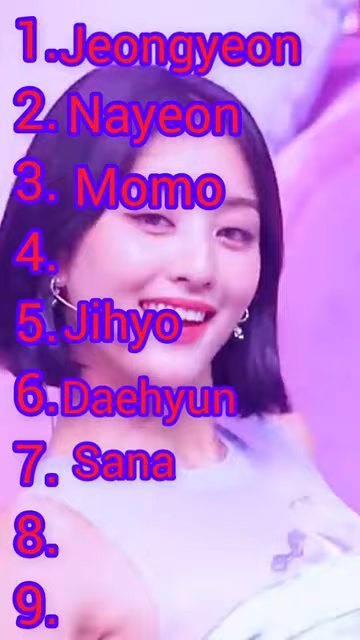 1.Jeongyeon
2. Nayeon
3. Momo
4.
5.Jihyo
6.Daehyun
7. Sana
8.
9.